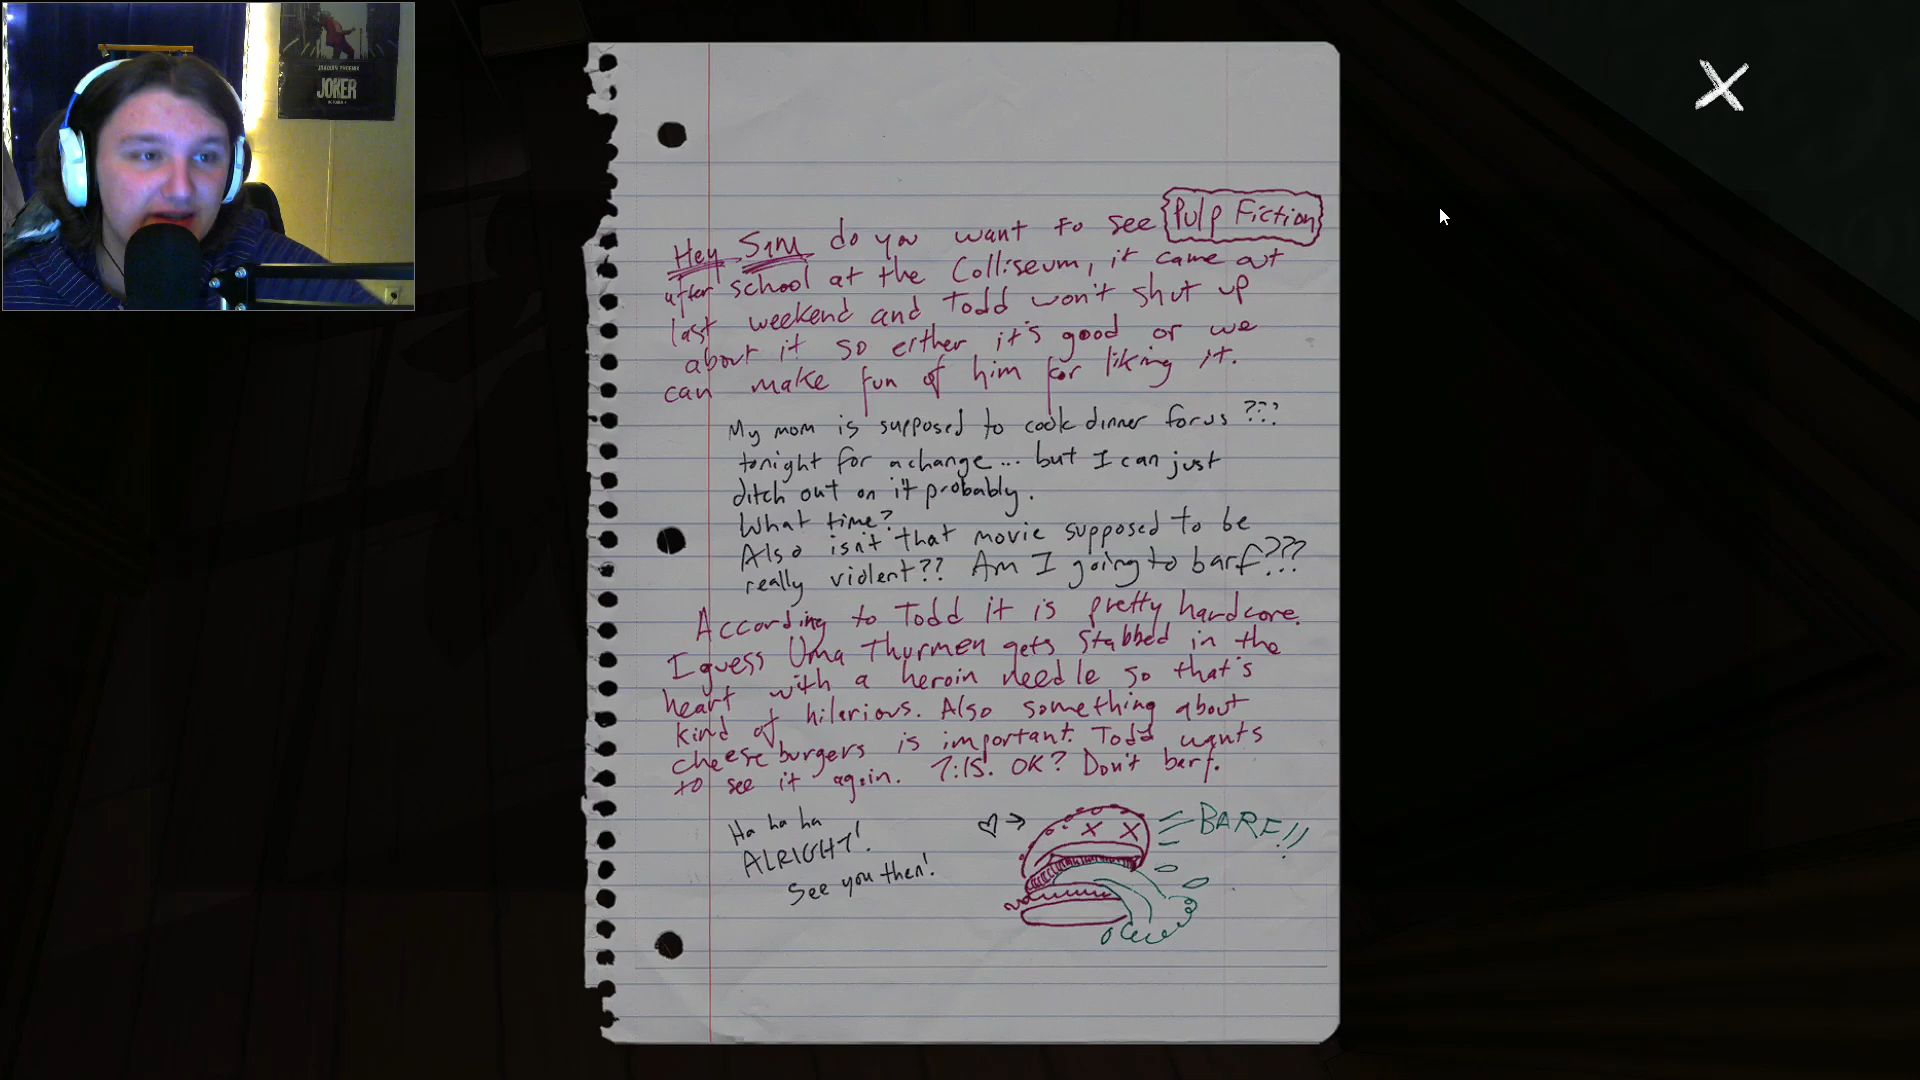 JOAQUIN PHOENIX
JOKER
OCTOBER 4
Hey Sam do you want to see Pulp Fiction
after school at the Colliseum, it came out
last weekend and Todd won't shut up
about it so either it's good or we
can make fun of him for liking it.
My mom is supposed to cook dinner for us ???
tonight for a change... but I can just
ditch out on it probably.
What time?
Also isn't that movie supposed to be
really violent?? Am I going to barf???
According to Todd it is pretty hardcore.
I guess Uma Thurmen gets stabbed in the
heart with a heroin needle so that's
kind of hilarious. Also something about
cheeseburgers is important. Todd wants
to see it again. 7:15. OK? Don't barf.
Ha ha ha
ALRIGHT!
See you then!
BARF!!